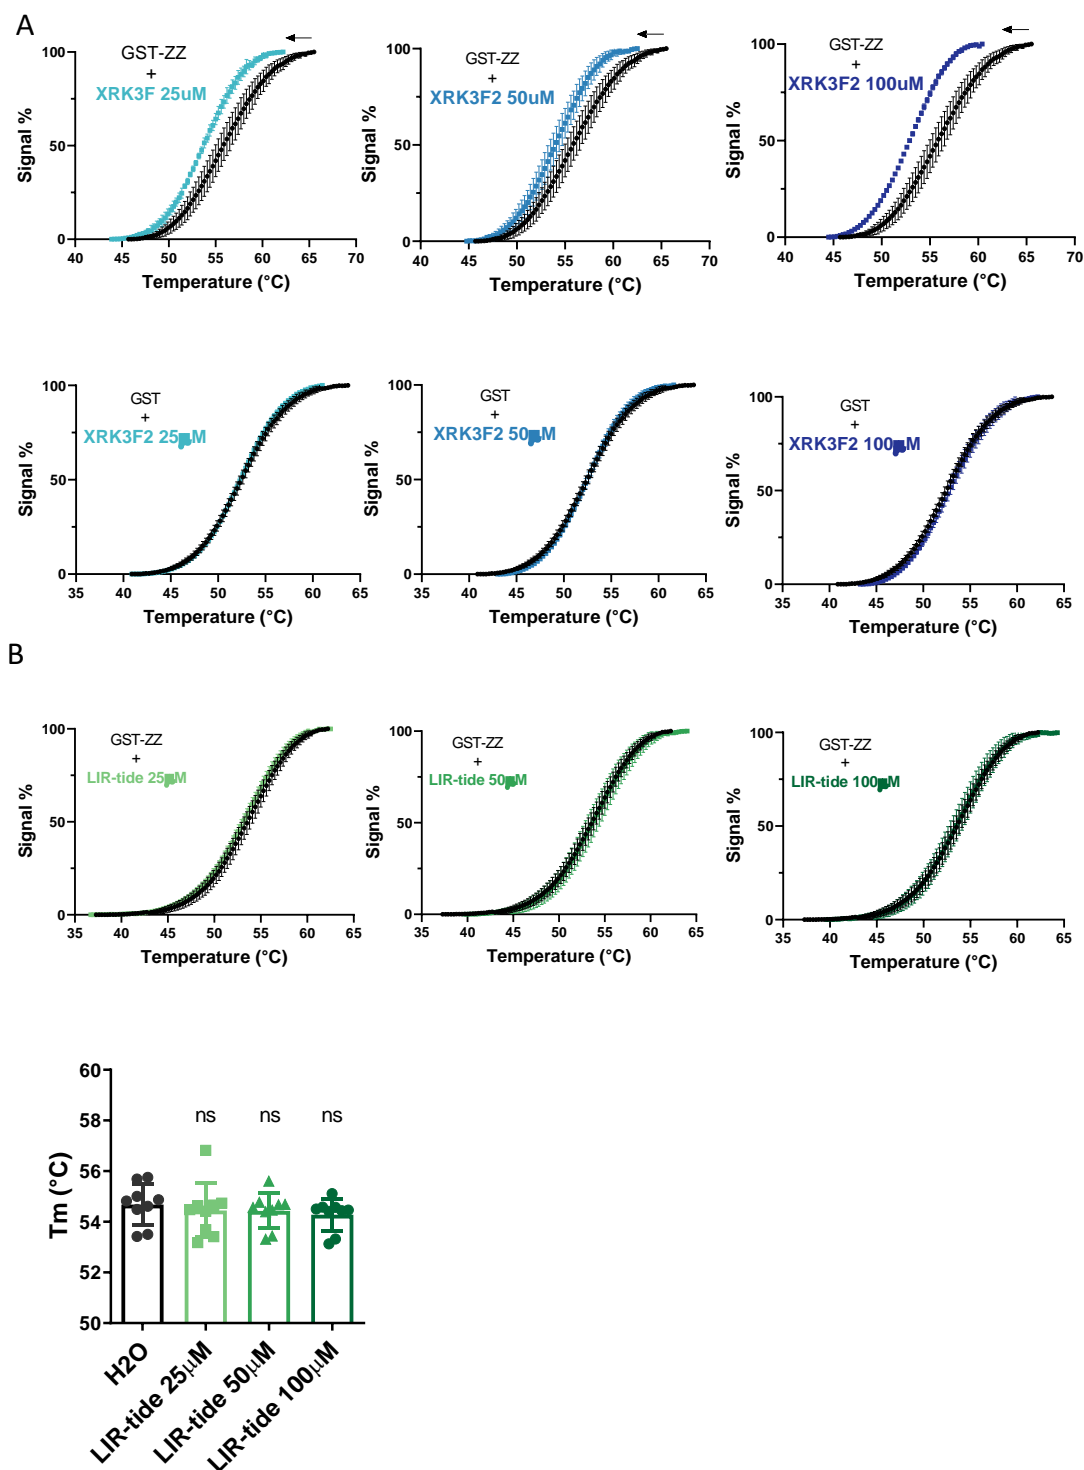 A
GST-ZZ
+
XRK3F 25uM
Signal %
100
50
0
40 45 50 55 60 65 70
Temperature (°C)
GST-ZZ
+
XRK3F2 50uM
Signal %
100
50
0
40 45 50 55 60 65 70
Temperature (°C)
GST-ZZ
+
XRK3F2 100uM
Signal %
100
50
0
40 45 50 55 60 65 70
Temperature (°C)
GST
+
XRK3F2 25μM
Signal %
100
50
0
35 40 45 50 55 60 65
Temperature (°C)
GST
+
XRK3F2 50μM
Signal %
100
50
0
35 40 45 50 55 60 65
Temperature (°C)
GST
+
XRK3F2 100μM
Signal %
100
50
0
35 40 45 50 55 60 65
Temperature (°C)
B
GST-ZZ
+
LIR-tide 25μM
Signal %
100
50
0
35 40 45 50 55 60 65
Temperature (°C)
GST-ZZ
+
LIR-tide 50μM
Signal %
100
50
0
35 40 45 50 55 60 65
Temperature (°C)
GST-ZZ
+
LIR-tide 100μM
Signal %
100
50
0
35 40 45 50 55 60 65
Temperature (°C)
Tm (°C)
60
58
56
54
52
50
ns ns ns
H2O
LIR-tide 25μM
LIR-tide 50μM
LIR-tide 100μM